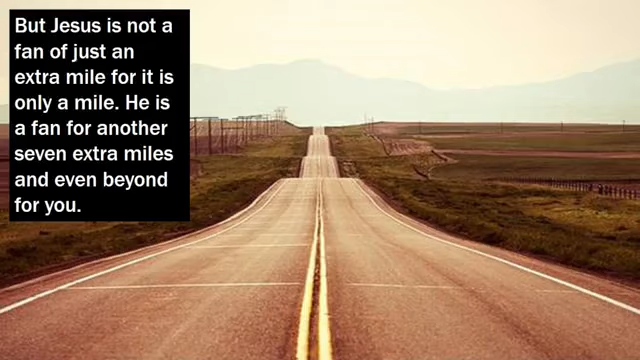 But Jesus is not a
fan of just an
extra mile for it is
only a mile. He is
a fan for another
seven extra miles
and even beyond
for you.